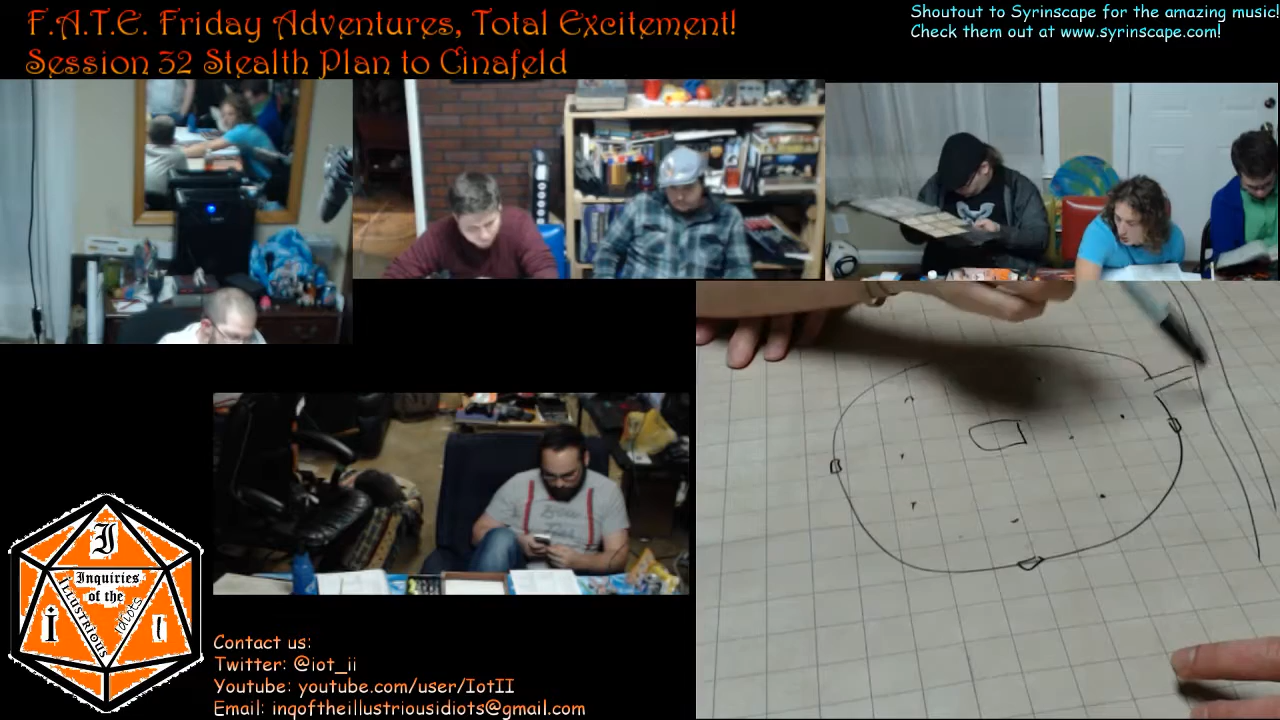 F.A.T.E. Friday Adventures, Total Excitement!
Session 32 Stealth Plan to Cinafeld
Shoutout to Syrinscape for the amazing music!
Check them out at www.syrinscape.com!
I
Inquiries
of the
ILLUSTRIOUS
Idiots
i
I
Contact us:
Twitter: @iot_ii
Youtube: youtube.com/user/IotII
Email: inqoftheillustriousidiots@gmail.com